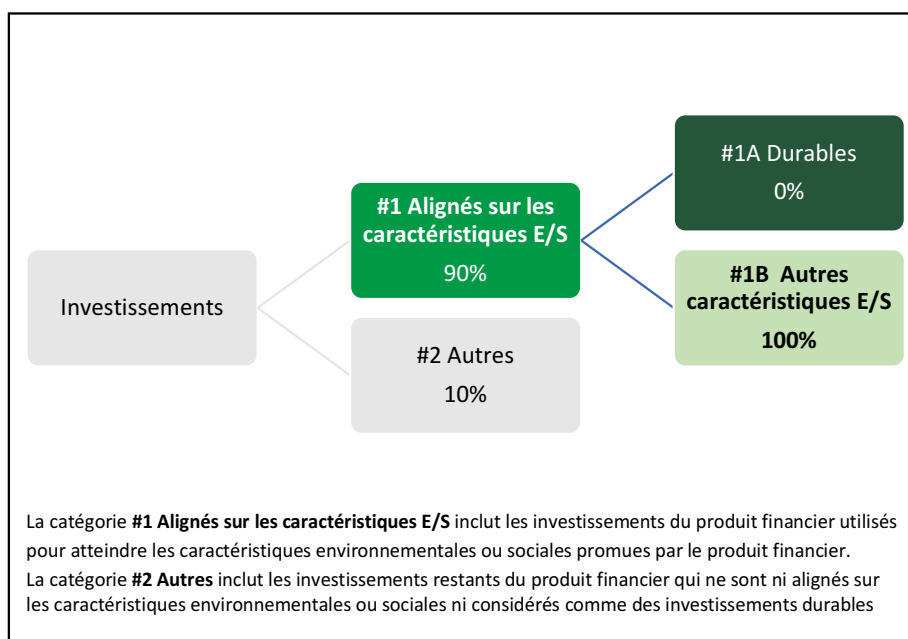 Investissements
#1 Alignés sur les
caractéristiques E/S
90%
#2 Autres
10%
#1A Durables
0%
#1B Autres
caractéristiques E/S
100%
La catégorie #1 Alignés sur les caractéristiques E/S inclut les investissements du produit financier utilisés
pour atteindre les caractéristiques environnementales ou sociales promues par le produit financier.
La catégorie #2 Autres inclut les investissements restants du produit financier qui ne sont ni alignés sur
les caractéristiques environnementales ou sociales ni considérés comme des investissements durables